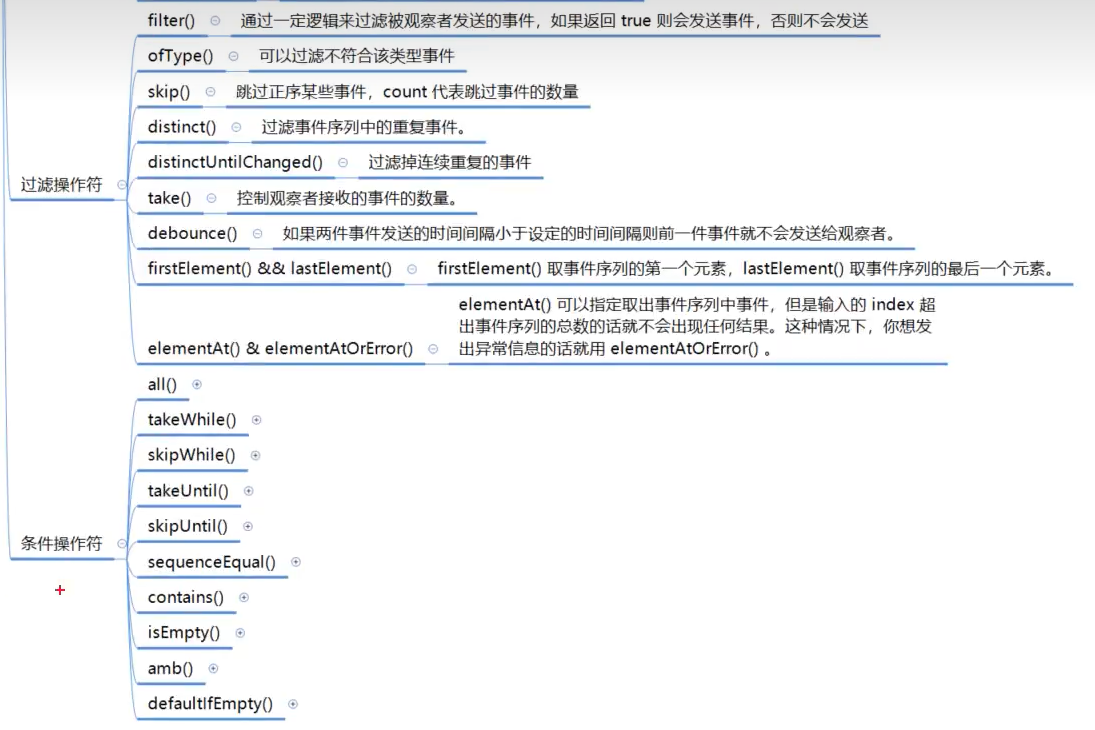 filter() 通过一定逻辑来过滤被观察者发送的事件，如果返回 true 则会发送事件，否则不会发送
ofType() 可以过滤不符合该类型事件
skip() 跳过正序某些事件，count 代表跳过事件的数量
distinct() 过滤事件序列中的重复事件。
distinctUntilChanged() 过滤掉连续重复的事件
过滤操作符
take() 控制观察者接收的事件的数量。
debounce() 如果两件事件发送的时间间隔小于设定的时间间隔则前一件事件就不会发送给观察者。
firstElement() && lastElement() firstElement() 取事件序列的第一个元素，lastElement() 取事件序列的最后一个元素。
elementAt() 可以指定取出事件序列中事件，但是输入的 index 超
出事件序列的总数的话就不会出现任何结果。这种情况下，你想发
elementAt() & elementAtOrError() 出异常信息的话就用 elementAtOrError() 。
all()
takeWhile()
skipWhile()
takeUntil()
skipUntil()
条件操作符
sequenceEqual()
contains()
isEmpty()
amb()
defaultIfEmpty()